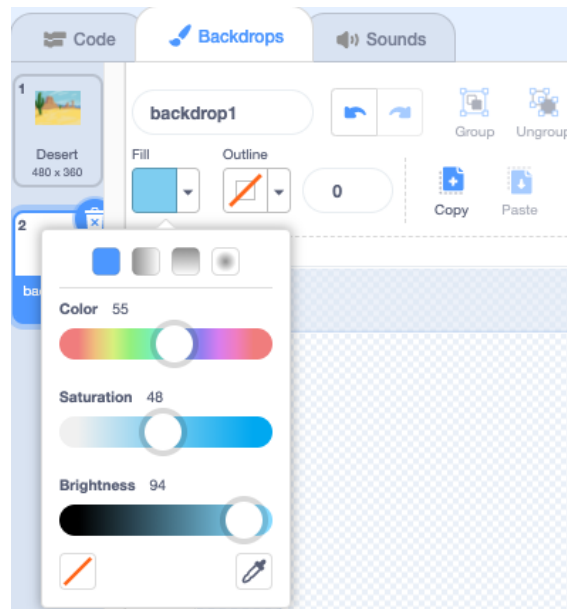 Code
Backdrops
Sounds
1
Desert
480 x 360
2
backdrop1
Group
Fill
Outline
0
Copy
Paste
Color 55
Saturation 48
Brightness 94